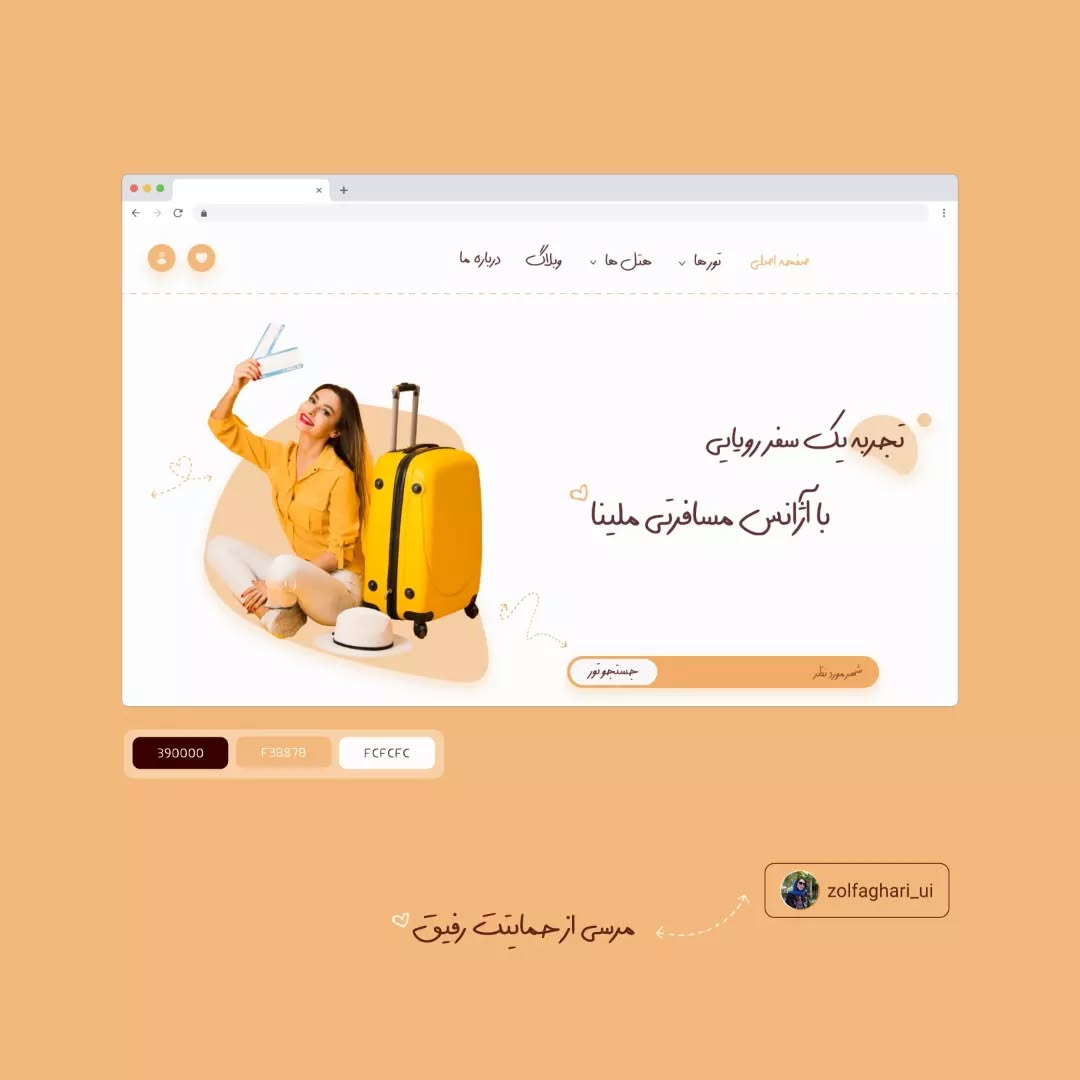 صفحه اصلی تورها هتل ها وبلاگ درباره ما
تجربه یک سفر رویایی
با آژانس مسافرتی ملینا
شهر مورد نظر جستجو تور
390000 F3B87B FCFCFC
zolfaghari_ui
مرسی از حمایتت رفیق